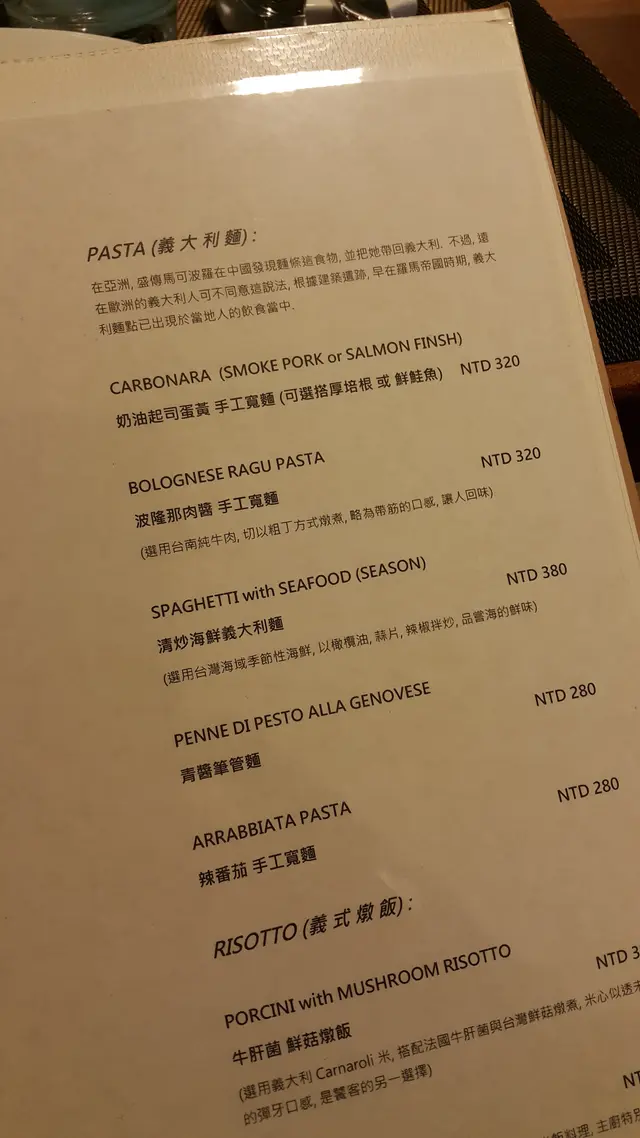 PASTA (義大利麵) :
在亞洲, 盛傳馬可波羅在中國發現麵條這食物, 並把她帶回義大利. 不過, 遠
在歐洲的義大利人可不同意這說法, 根據建築遺跡, 早在羅馬帝國時期, 義大
利麵點已出現於當地人的飲食當中.
CARBONARA (SMOKE PORK or SALMON FINSH)
奶油起司蛋黃 手工寬麵 (可選搭厚培根 或 鮮鮭魚) NTD 320
BOLOGNESE RAGU PASTA NTD 320
波隆那肉醬 手工寬麵
(選用台南純牛肉, 切以粗丁方式燉煮, 略為帶筋的口感, 讓人回味)
SPAGHETTI with SEAFOOD (SEASON) NTD 380
清炒海鮮義大利麵
(選用台灣海域季節性海鮮, 以橄欖油, 蒜片, 辣椒拌炒, 品嘗海的鮮味)
PENNE DI PESTO ALLA GENOVESE NTD 280
青醬筆管麵
ARRABBIATA PASTA NTD 280
辣番茄 手工寬麵
RISOTTO (義式燉飯) :
PORCINI with MUSHROOM RISOTTO NTD 3
牛肝菌 鮮菇燉飯
(選用義大利 Carnaroli 米, 搭配法國牛肝菌與台灣鮮菇燉煮, 米心似透未
的彈牙口感, 是饕客的另一選擇)
飯料理, 主廚特別